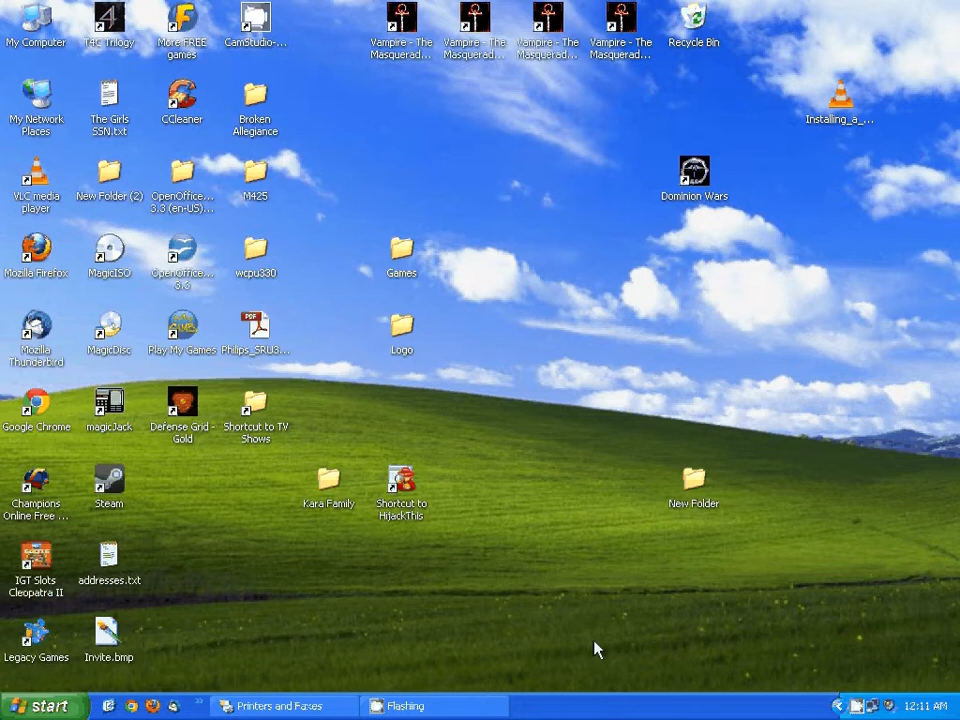 My Computer
T4C Trilogy
More FREE
games
CamStudio-...
Vampire - The
Masquerad...
Vampire - The
Masquerad...
Vampire - The
Masquerad...
Vampire - The
Masquerad...
Recycle Bin
My Network
Places
The Girls
SSN.txt
CCleaner
Broken
Allegiance
Installing_a_...
VLC media
player
New Folder (2)
OpenOffice...
3.3 (en-US)...
M425
Dominion Wars
Mozilla Firefox
MagicISO
OpenOffice...
3.3
wcpu330
Games
Mozilla
Thunderbird
MagicDisc
Play My Games
PDF
Philips_SRU3...
Logo
Google Chrome
magicJack
Defense Grid -
Gold
Shortcut to TV
Shows
Champions
Online Free ...
Steam
Kara Family
Shortcut to
HijackThis
New Folder
IGT Slots
Cleopatra II
addresses.txt
Legacy Games
Invite.bmp
start
Printers and Faxes
Flashing
12:11 AM